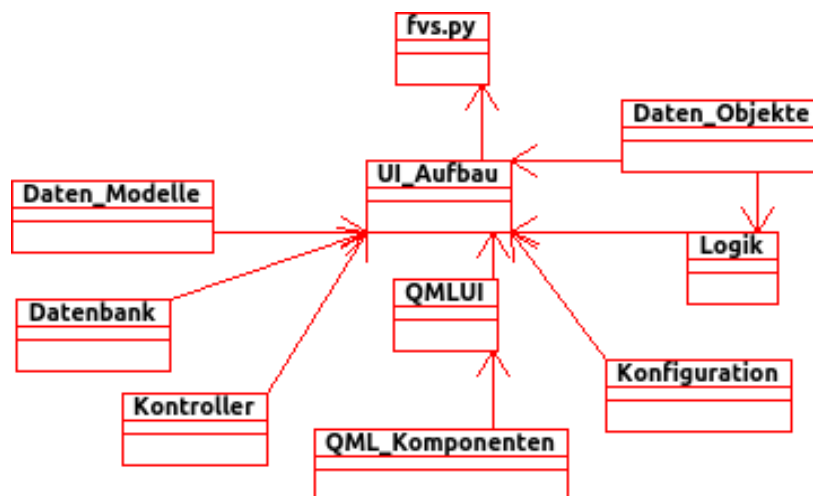 fvs.py
Daten_Objekte
UI_Aufbau
Daten_Modelle
Logik
QMLUI
Datenbank
Konfiguration
Kontroller
QML_Komponenten